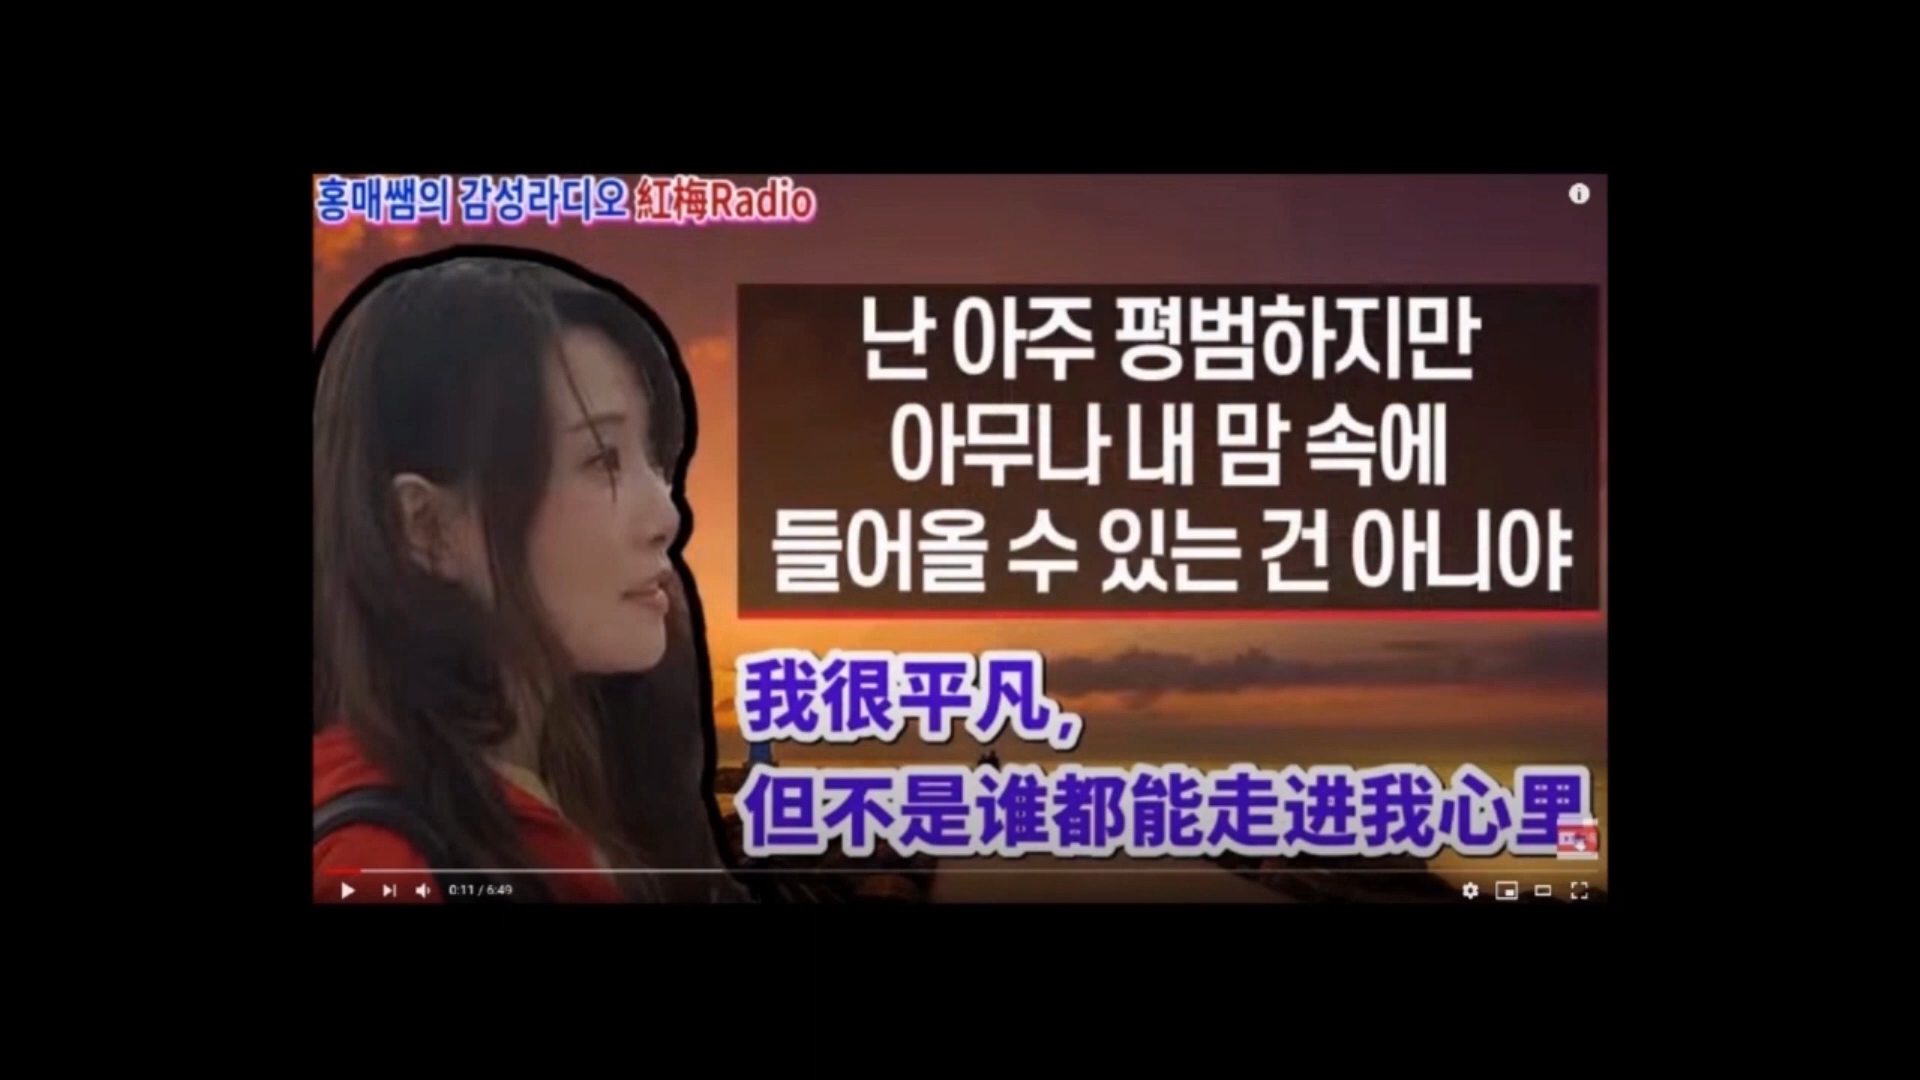 홍매쌤의 감성라디오 紅梅Radio
난 아주 평범하지만
아무나 내 맘 속에
들어올 수 있는 건 아니야
我很平凡,
但不是谁都能走进我心里
0:11 / 6:49